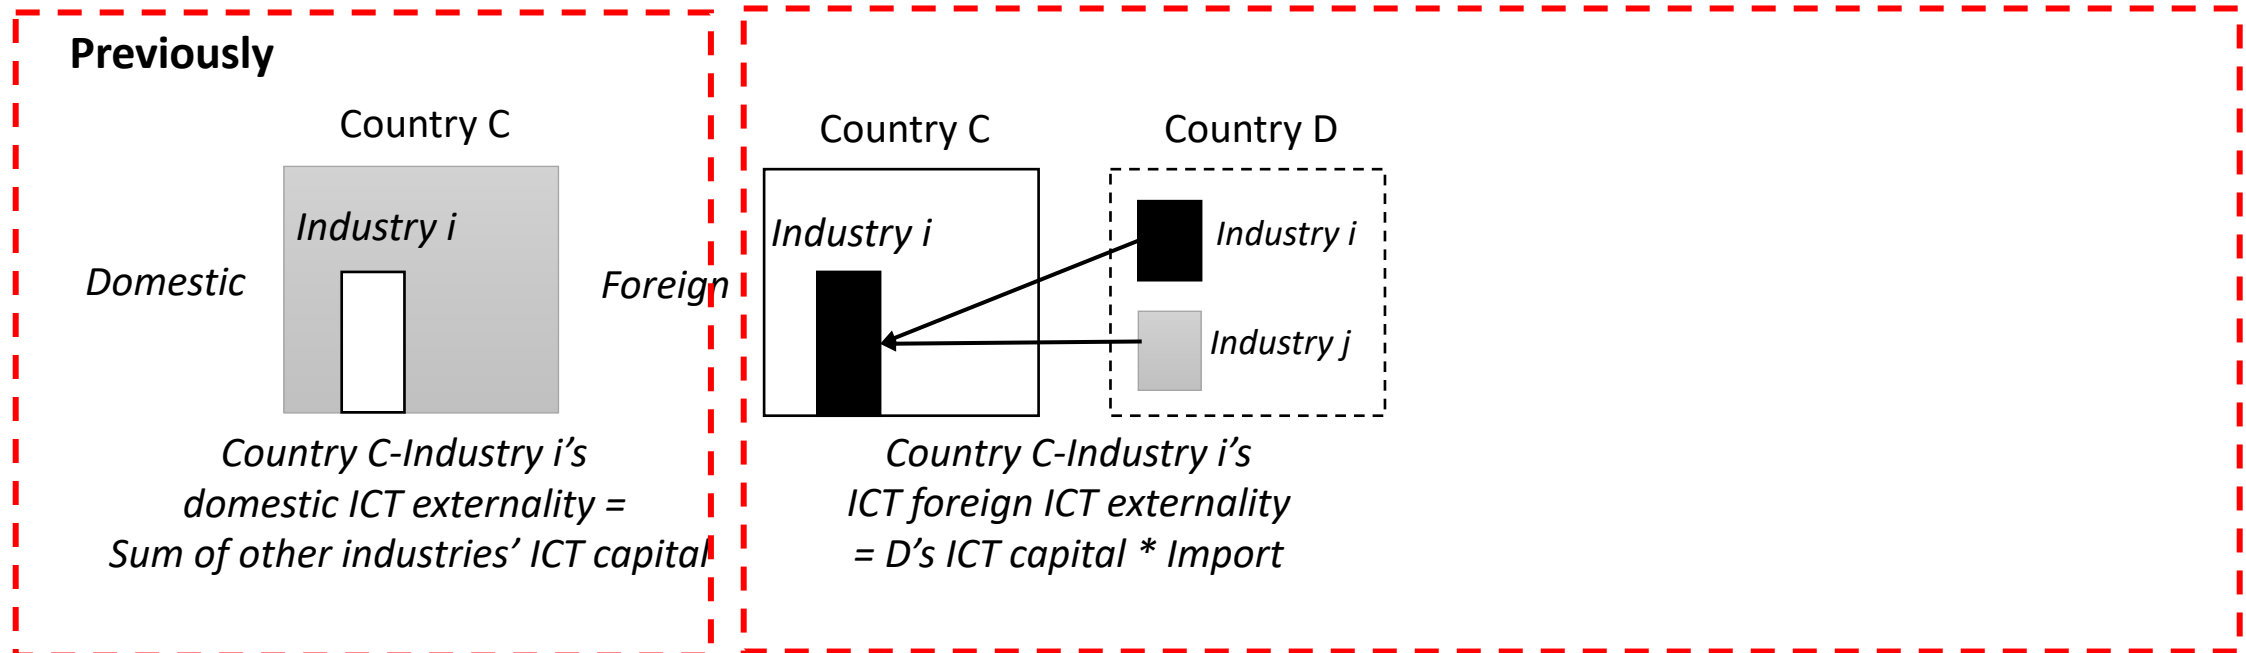 Previously
Country C
Industry i
Domestic
Country C-Industry i’s
domestic ICT externality =
Sum of other industries’ ICT capital
Foreign
Country C
Country D
Industry i
Industry i
Industry j
Country C-Industry i’s
ICT foreign ICT externality
= D’s ICT capital * Import